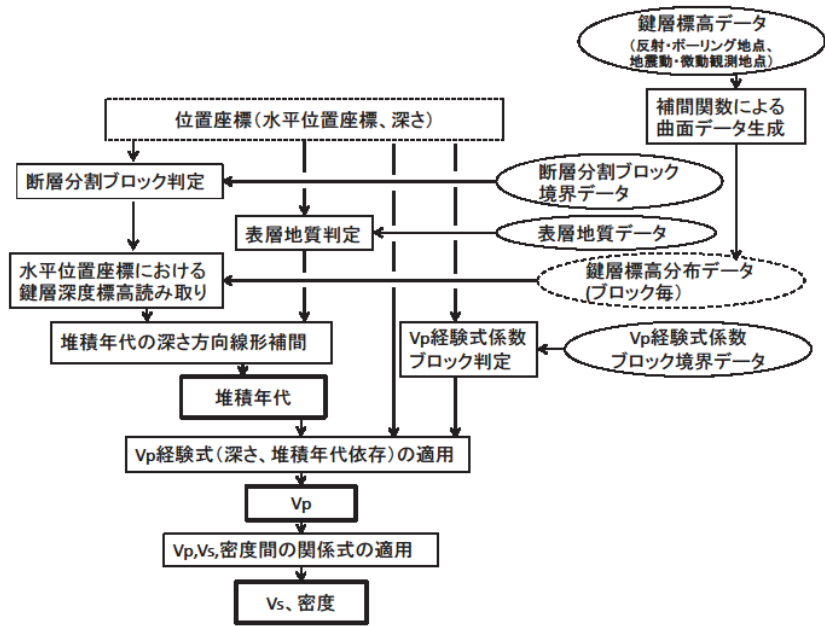 鍵層標高データ
(反射・ボーリング地点、
地震動・微動観測地点)
補間関数による
曲面データ生成
位置座標(水平位置座標、深さ)
断層分割ブロック判定
断層分割ブロック
境界データ
表層地質判定
表層地質データ
水平位置座標における
鍵層深度標高読み取り
鍵層標高分布データ
(ブロック毎)
堆積年代の深さ方向線形補間
Vp経験式係数
ブロック判定
Vp経験式係数
ブロック境界データ
堆積年代
Vp経験式(深さ、堆積年代依存)の適用
Vp
Vp,Vs,密度間の関係式の適用
Vs、密度